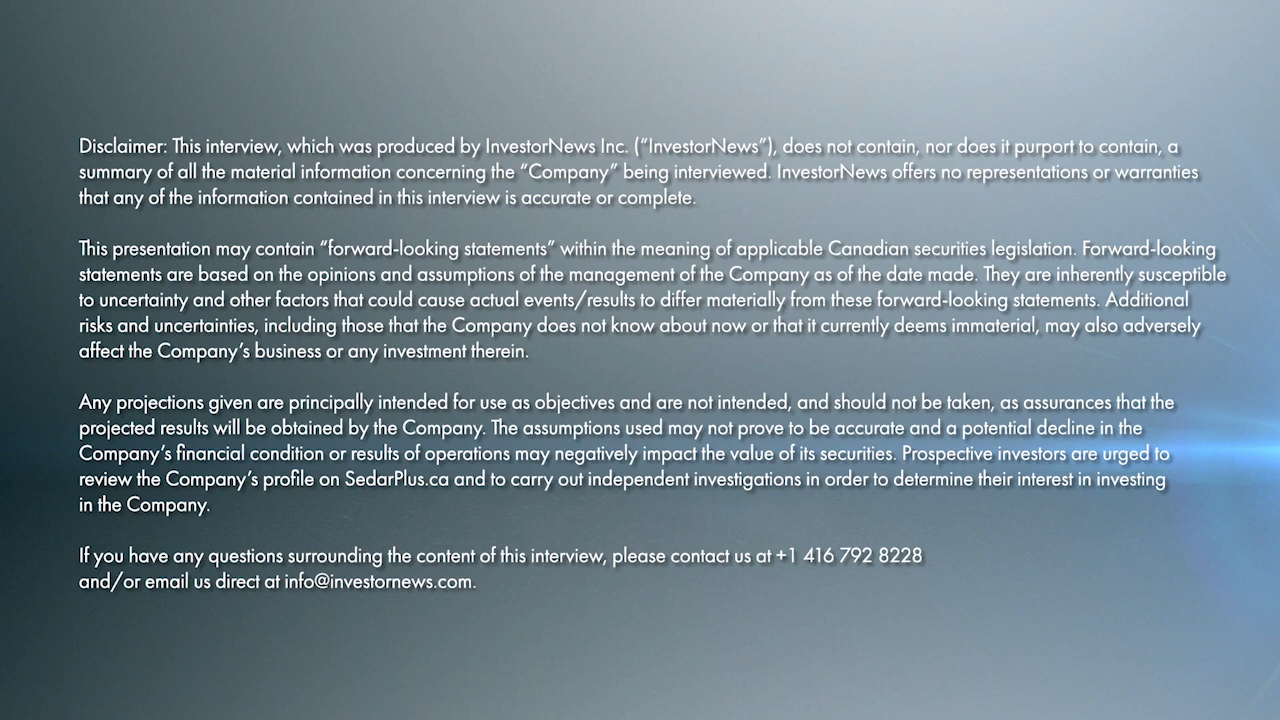 Disclaimer: This interview, which was produced by InvestorNews Inc. (“InvestorNews”), does not contain, nor does it purport to contain, a
summary of all the material information concerning the “Company” being interviewed. InvestorNews offers no representations or warranties
that any of the information contained in this interview is accurate or complete.
This presentation may contain “forward-looking statements” within the meaning of applicable Canadian securities legislation. Forward-looking
statements are based on the opinions and assumptions of the management of the Company as of the date made. They are inherently susceptible
to uncertainty and other factors that could cause actual events/results to differ materially from these forward-looking statements. Additional
risks and uncertainties, including those that the Company does not know about now or that it currently deems immaterial, may also adversely
affect the Company’s business or any investment therein.
Any projections given are principally intended for use as objectives and are not intended, and should not be taken, as assurances that the
projected results will be obtained by the Company. The assumptions used may not prove to be accurate and a potential decline in the
Company’s financial condition or results of operations may negatively impact the value of its securities. Prospective investors are urged to
review the Company’s profile on SedarPlus.ca and to carry out independent investigations in order to determine their interest in investing
in the Company.
If you have any questions surrounding the content of this interview, please contact us at +1 416 792 8228
and/or email us direct at info@investornews.com.